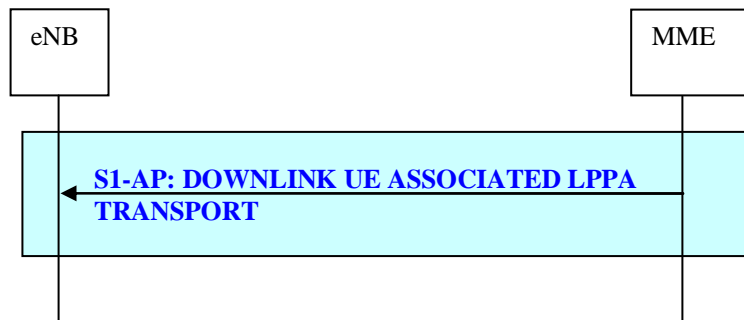 eNB
MME
S1-AP: DOWNLINK UE ASSOCIATED LPPA
TRANSPORT